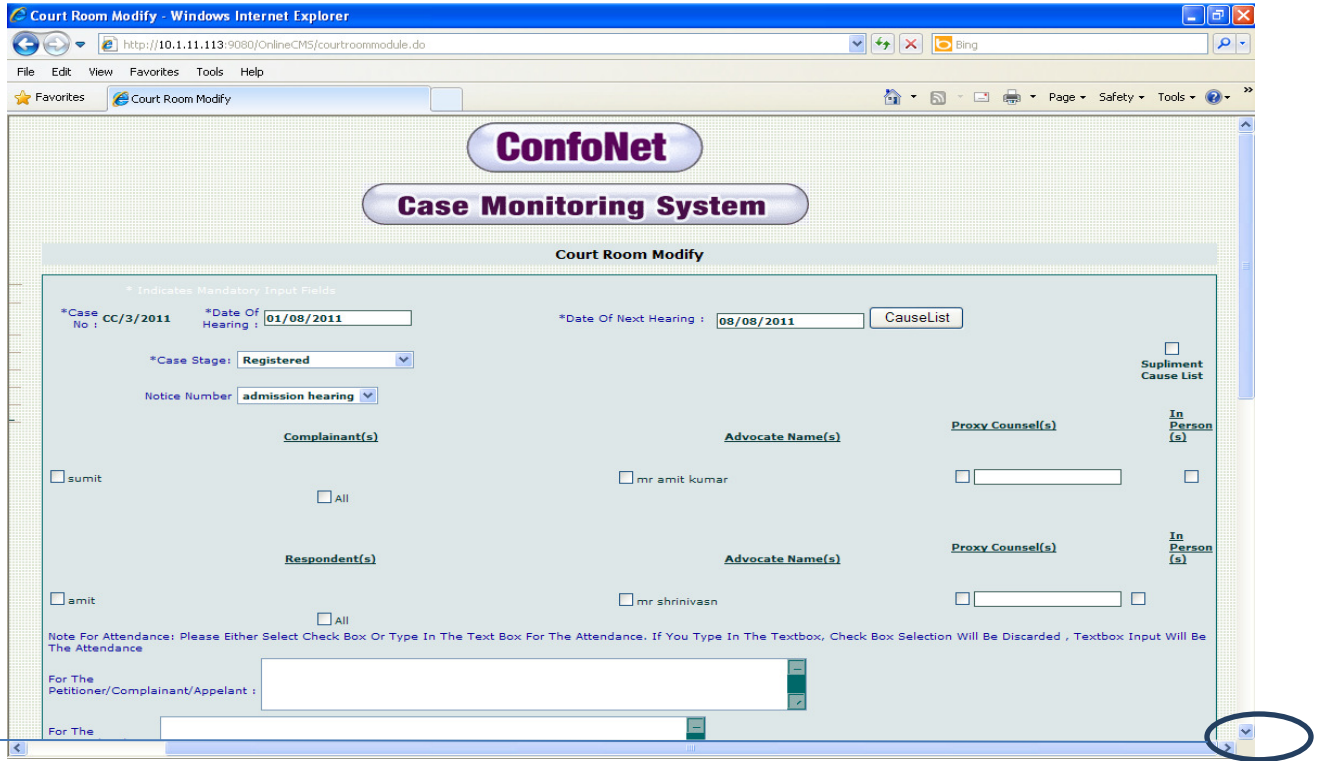 Court Room Modify - Windows Internet Explorer
http://10.1.11.113:9080/OnlineCMS/courtroommodule.do
Bing
File Edit View Favorites Tools Help
Favorites Court Room Modify Page Safety Tools
ConfoNet
Case Monitoring System
Court Room Modify
* Indicates Mandatory Input Fields
*Case No : CC/3/2011 *Date Of Hearing : 01/08/2011 *Date Of Next Hearing : 08/08/2011 CauseList
*Case Stage: Registered
Supliment
Cause List
Notice Number admission hearing
Complainant(s) Advocate Name(s) Proxy Counsel(s) In Person (s)
sumit mr amit kumar
All
Respondent(s) Advocate Name(s) Proxy Counsel(s) In Person (s)
amit mr shrinivasn
All
Note For Attendance: Please Either Select Check Box Or Type In The Text Box For The Attendance. If You Type In The Textbox, Check Box Selection Will Be Discarded , Textbox Input Will Be
The Attendance
For The
Petitioner/Complainant/Appelant :
For The